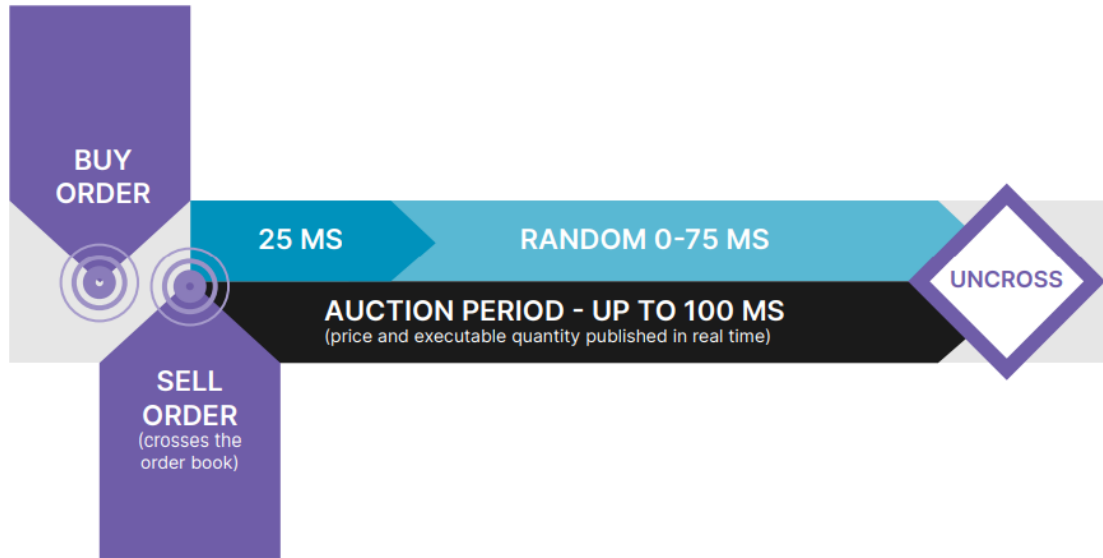 BUY
ORDER
25 MS
RANDOM 0-75 MS
UNCROSS
AUCTION PERIOD - UP TO 100 MS
(price and executable quantity published in real time)
SELL
ORDER
(crosses the
order book)